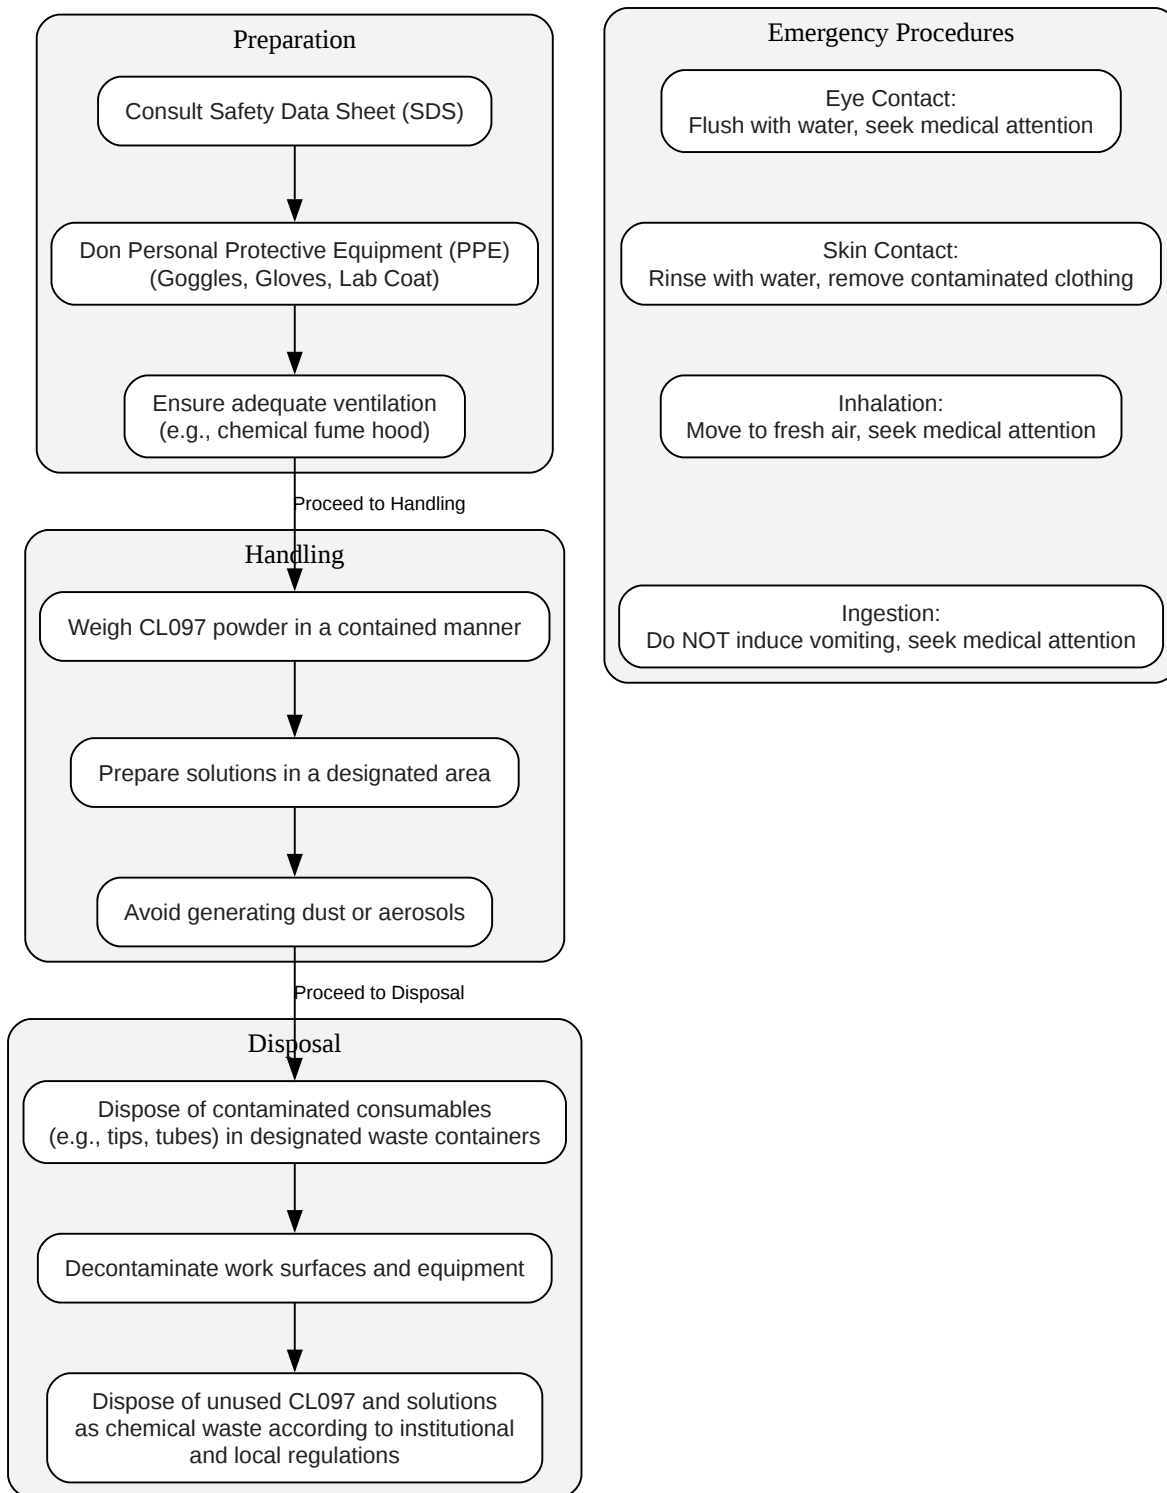 Preparation
Consult Safety Data Sheet (SDS)
Don Personal Protective Equipment (PPE)
(Goggles, Gloves, Lab Coat)
Ensure adequate ventilation
(e.g., chemical fume hood)
Proceed to Handling
Handling
Weigh CL097 powder in a contained manner
Prepare solutions in a designated area
Avoid generating dust or aerosols
Proceed to Disposal
Disposal
Dispose of contaminated consumables
(e.g., tips, tubes) in designated waste containers
Decontaminate work surfaces and equipment
Dispose of unused CL097 and solutions
as chemical waste according to institutional
and local regulations
Emergency Procedures
Eye Contact:
Flush with water, seek medical attention
Skin Contact:
Rinse with water, remove contaminated clothing
Inhalation:
Move to fresh air, seek medical attention
Ingestion:
Do NOT induce vomiting, seek medical attention